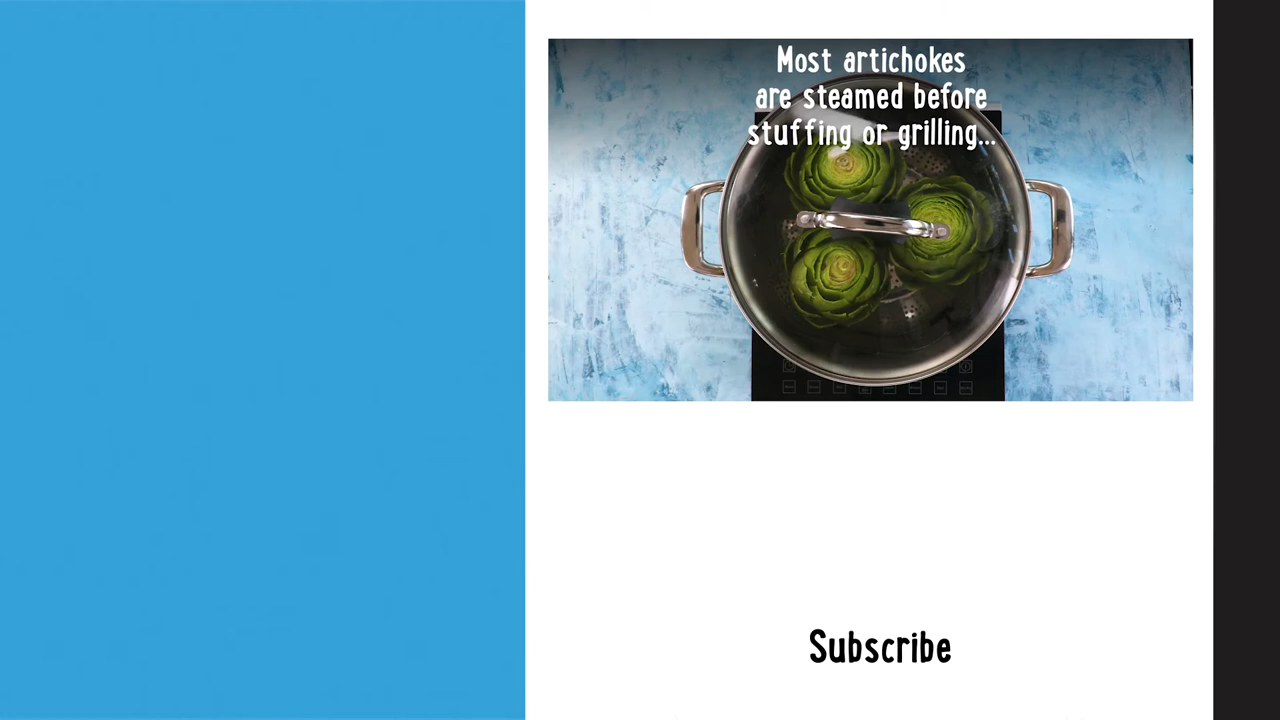 Most artichokes
are steamed before
stuffing or grilling...
Subscribe